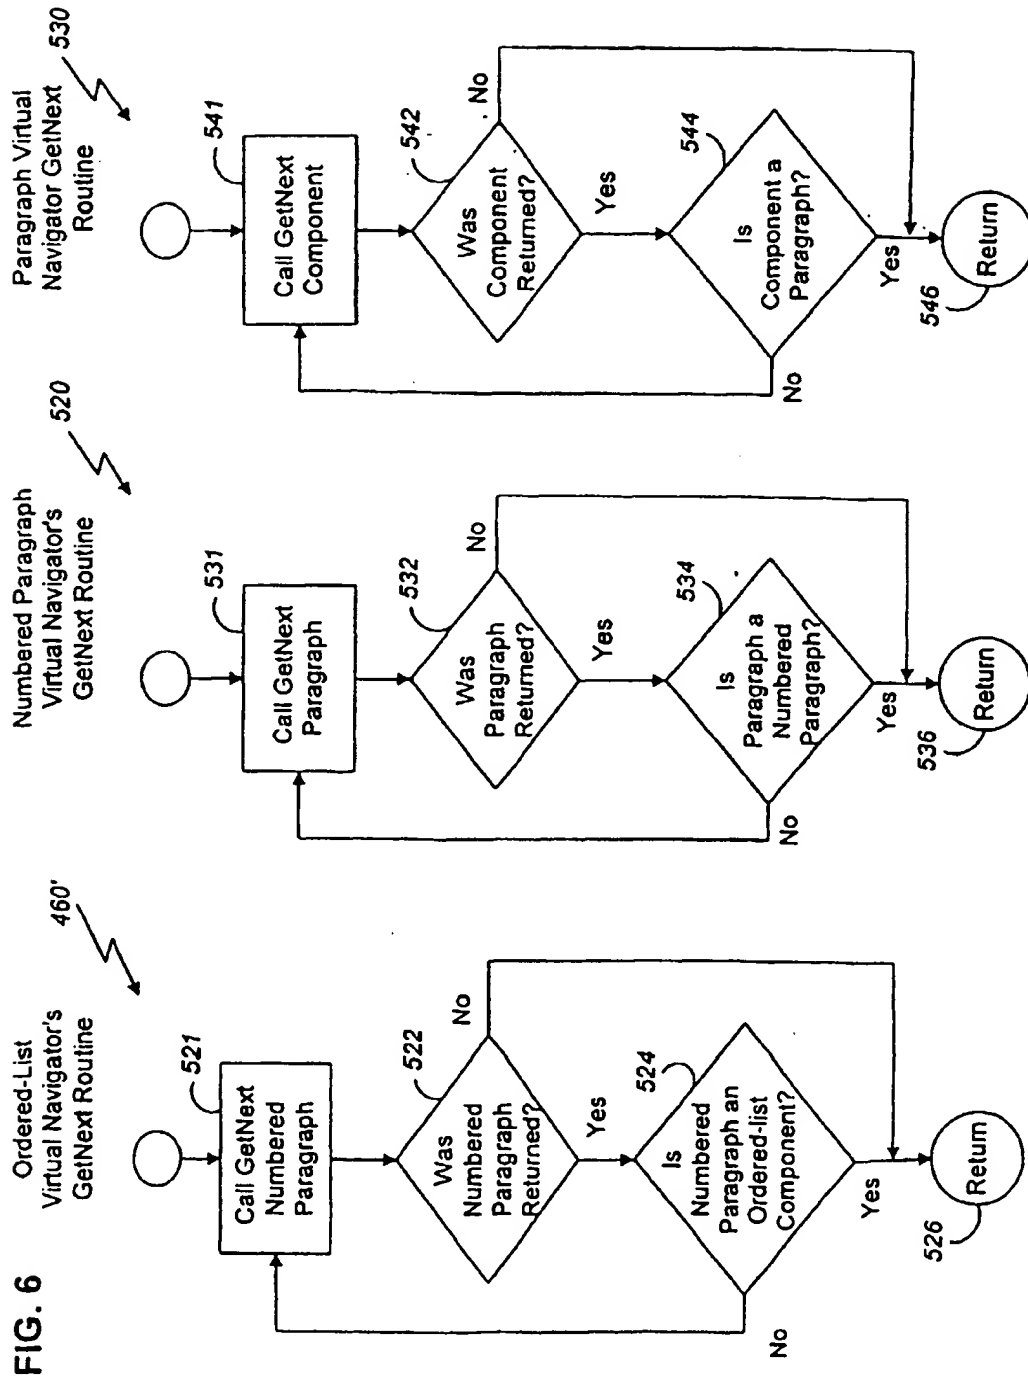 FIG. 6
Ordered-List
Virtual Navigator's
GetNext Routine
460'
521
Call GetNext
Numbered
Paragraph
522
Was
Numbered
Paragraph
Returned?
No
Yes
524
Is
Numbered
Paragraph an
Ordered-list
Component?
No
Yes
526
Return
Numbered Paragraph
Virtual Navigator's
GetNext Routine
520
531
Call GetNext
Paragraph
532
Was
Paragraph
Returned?
No
Yes
534
Is
Paragraph a
Numbered
Paragraph?
No
Yes
536
Return
Paragraph Virtual
Navigator GetNext
Routine
530
541
Call GetNext
Component
542
Was
Component
Returned?
No
Yes
544
Is
Component a
Paragraph?
No
Yes
546
Return